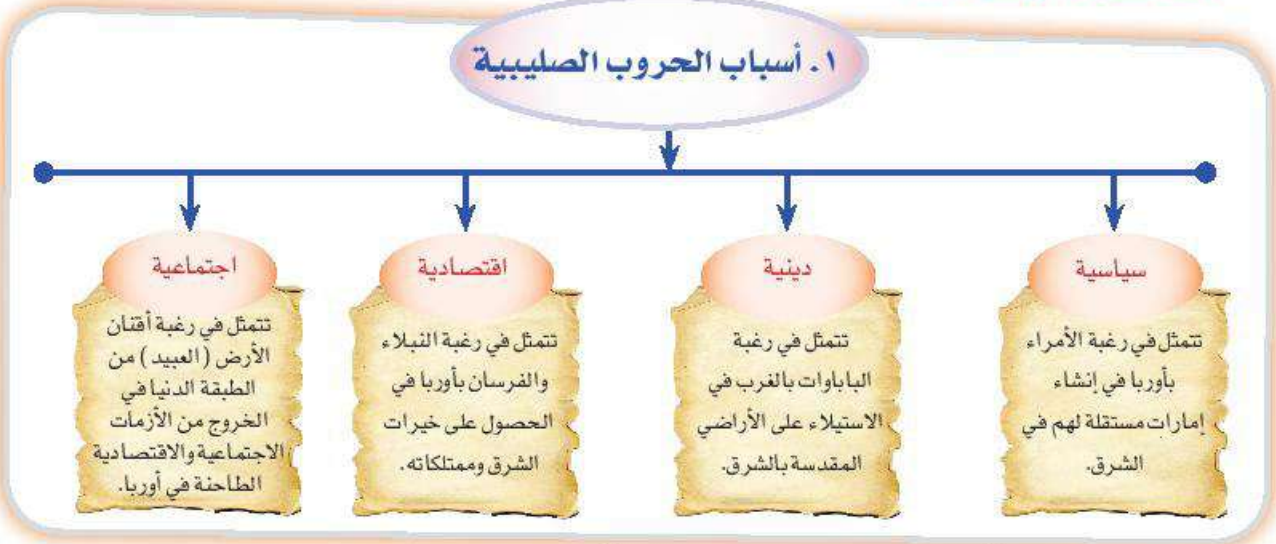 ١. أسباب الحروب الصليبية
سياسية
تتمثل في رغبة الأمراء
بأوربا في إنشاء
إمارات مستقلة لهم في
الشرق.
دينية
تتمثل في رغبة
الباباوات بالغرب في
الاستيلاء على الأراضي
المقدسة بالشرق.
اقتصادية
تتمثل في رغبة النبلاء
والفرسان بأوربا في
الحصول على خيرات
الشرق وممتلكاته.
اجتماعية
تتمثل في رغبة أقنان
الأرض (العبيد) من
الطبقة الدنيا في
الخروج من الأزمات
الاجتماعية والاقتصادية
الطاحنة في أوربا.